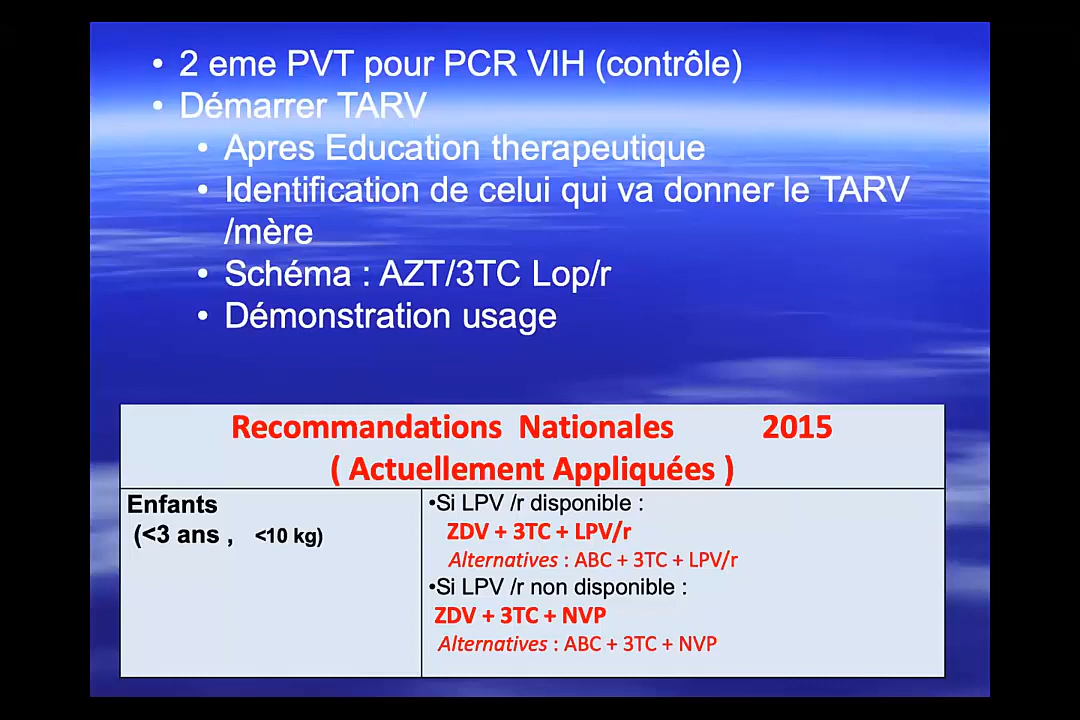 • 2 eme PVT pour PCR VIH (contrôle)
• Démarrer TARV
• Apres Education therapeutique
• Identification de celui qui va donner le TARV
/mère
• Schéma : AZT/3TC Lop/r
• Démonstration usage
Recommandations Nationales 2015
( Actuellement Appliquées )
Enfants
(<3 ans , <10 kg)
•Si LPV /r disponible :
ZDV + 3TC + LPV/r
Alternatives : ABC + 3TC + LPV/r
•Si LPV /r non disponible :
ZDV + 3TC + NVP
Alternatives : ABC + 3TC + NVP